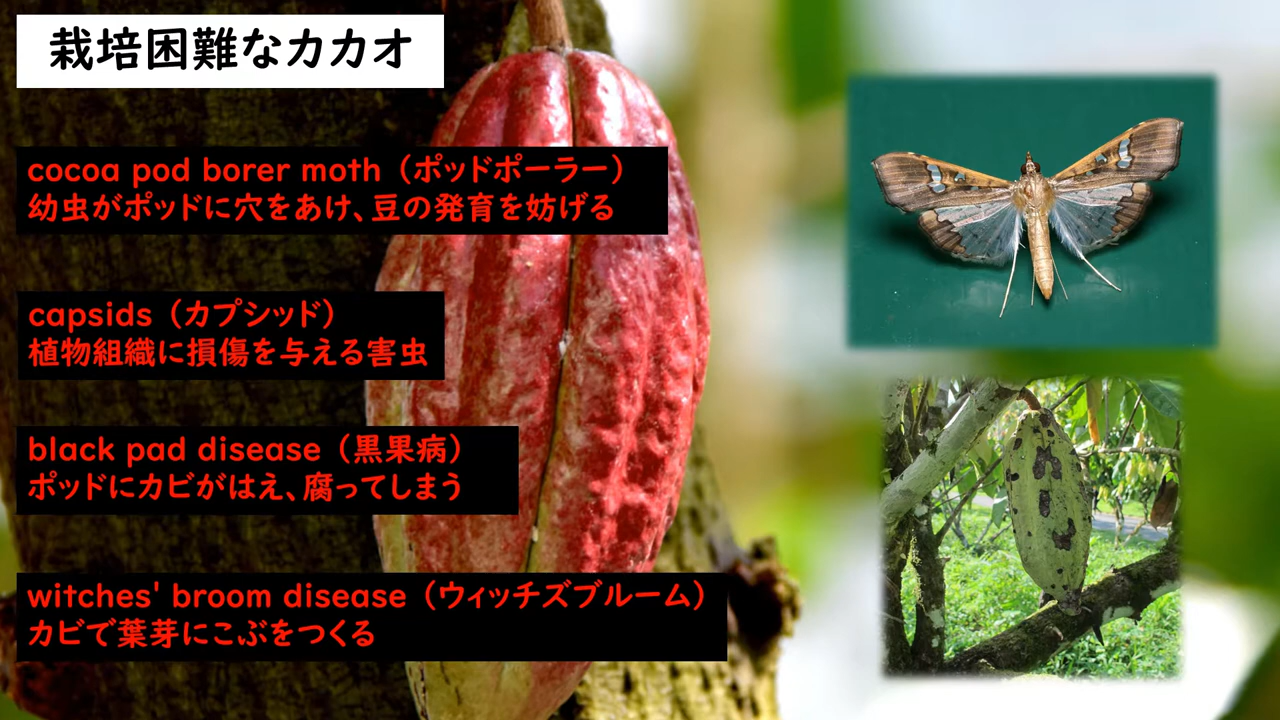 栽培困難なカカオ
cocoa pod borer moth（ポッドポーラー）
幼虫がポッドに穴をあけ、豆の発育を妨げる
capsids（カプシッド）
植物組織に損傷を与える害虫
black pad disease（黒果病）
ポッドにカビがはえ、腐ってしまう
witches' broom disease（ウィッチズブルーム）
カビで葉芽にこぶをつくる